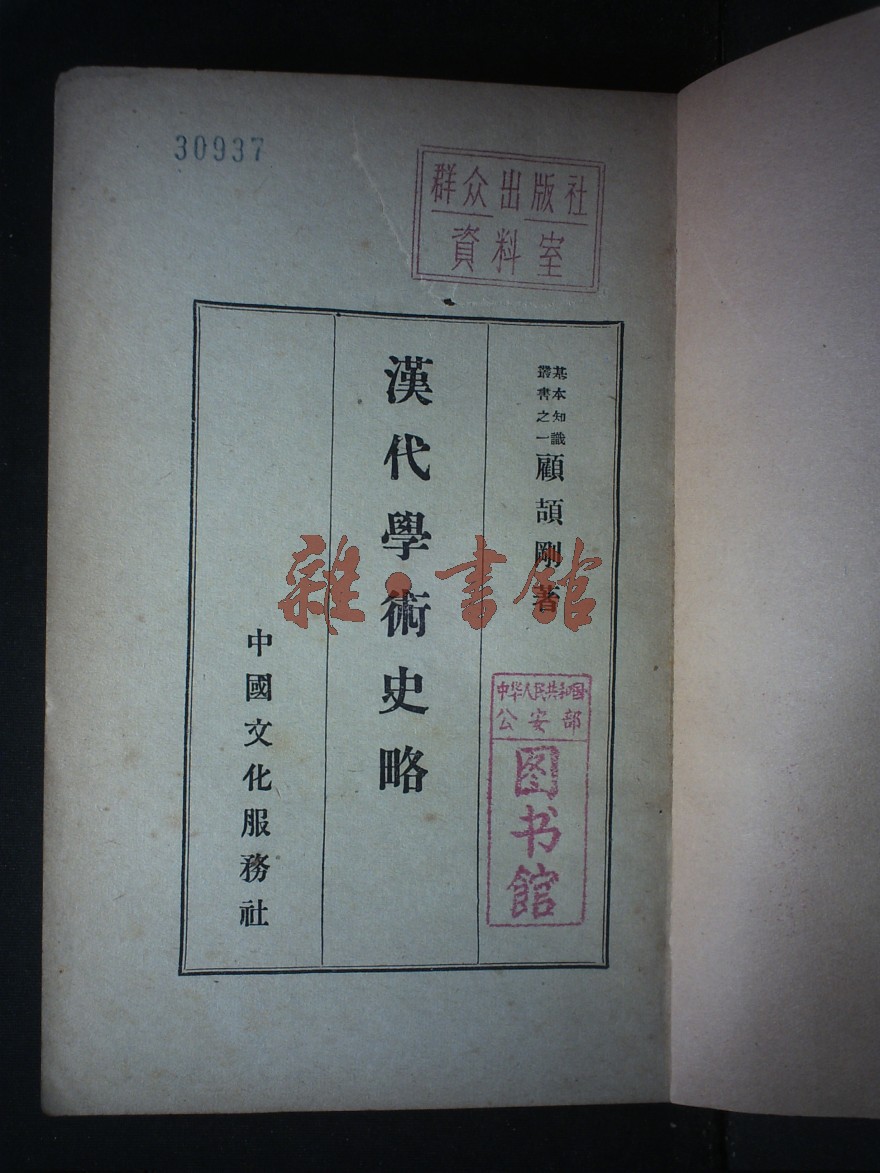 30937
群众出版社
資料室
基本知識
叢書之一
顧頡剛著
漢代學術史略
中國文化服務社
中华人民共和国
公安部
图书馆
雜·書館